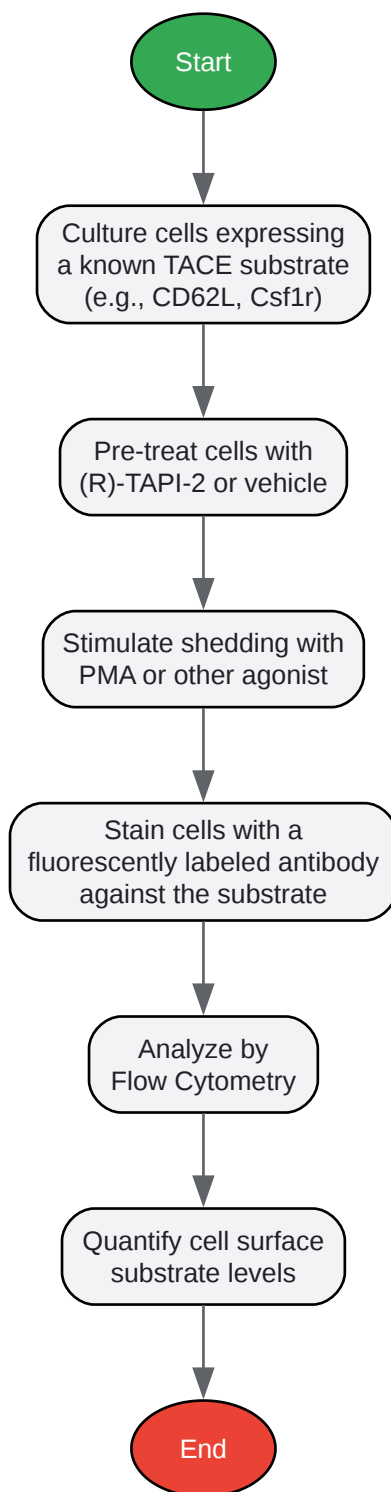 Start
Culture cells expressing
a known TACE substrate
(e.g., CD62L, Csf1r)
Pre-treat cells with
(R)-TAPI-2 or vehicle
Stimulate shedding with
PMA or other agonist
Stain cells with a
fluorescently labeled antibody
against the substrate
Analyze by
Flow Cytometry
Quantify cell surface
substrate levels
End